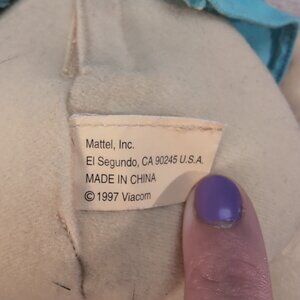 Mattel, Inc.
El Segundo, CA 90245 U.S.A.
MADE IN CHINA
© 1997 Viacom